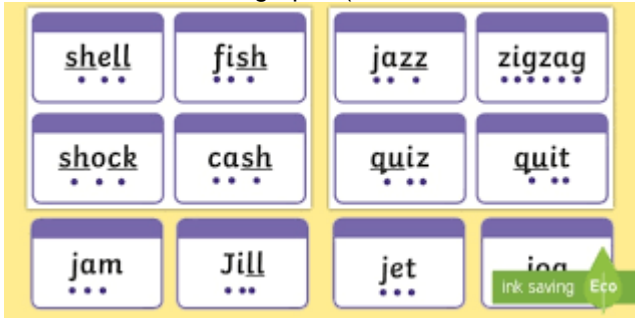 shell fish jazz zigzag
shock cash quiz quit
jam Jill jet
ink saving Eco